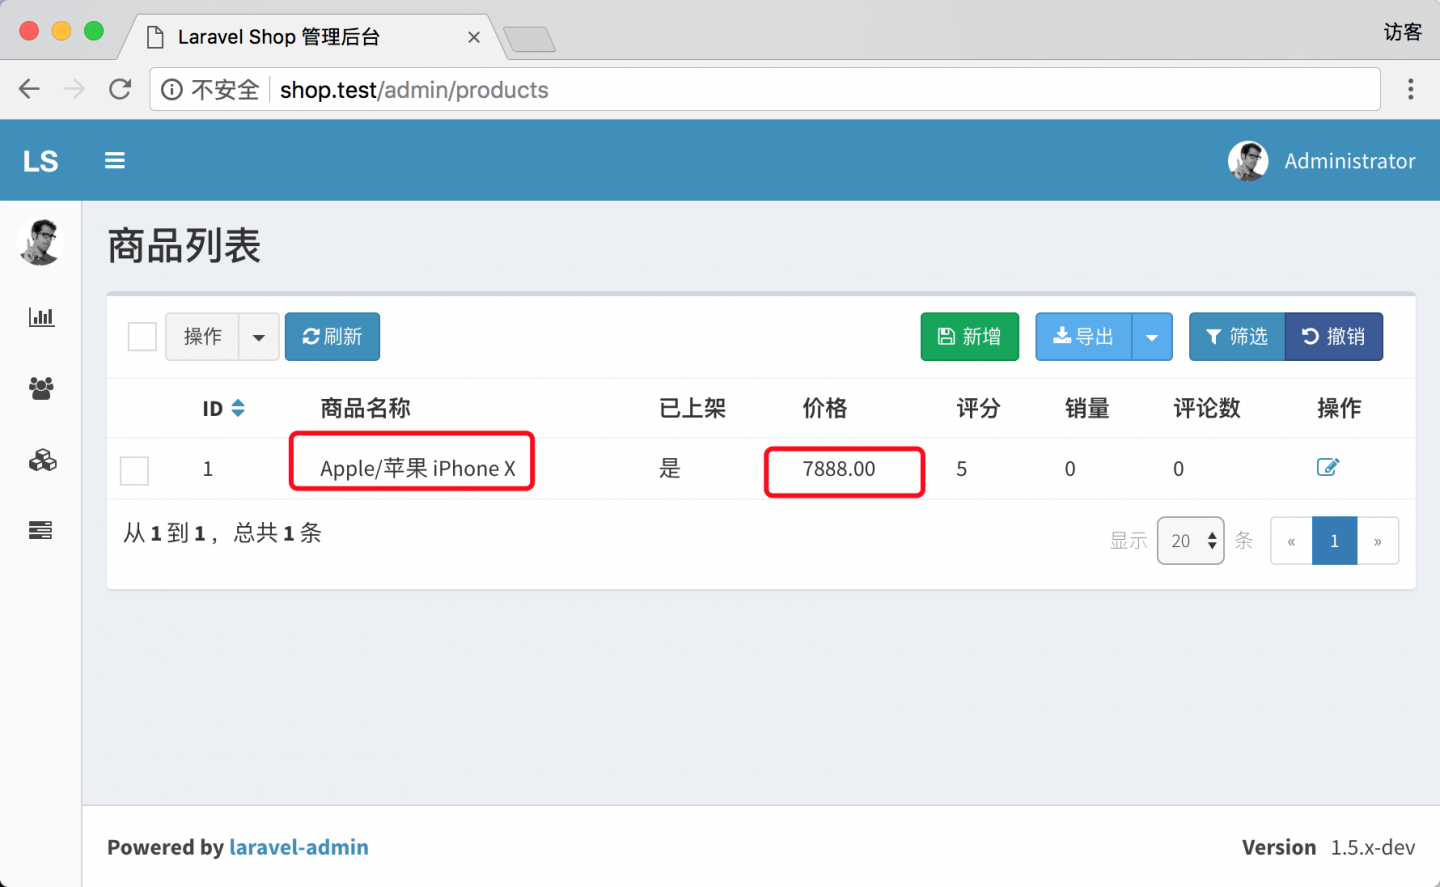 Laravel Shop 管理后台
访客
不安全 shop.test/admin/products
LS
Administrator
商品列表
操作 刷新 新增 导出 筛选 撤销
ID 商品名称 已上架 价格 评分 销量 评论数 操作
1 Apple/苹果 iPhone X 是 7888.00 5 0 0
从 1 到 1 ，总共 1 条
显示 20 条 « 1 »
Powered by laravel-admin
Version 1.5.x-dev